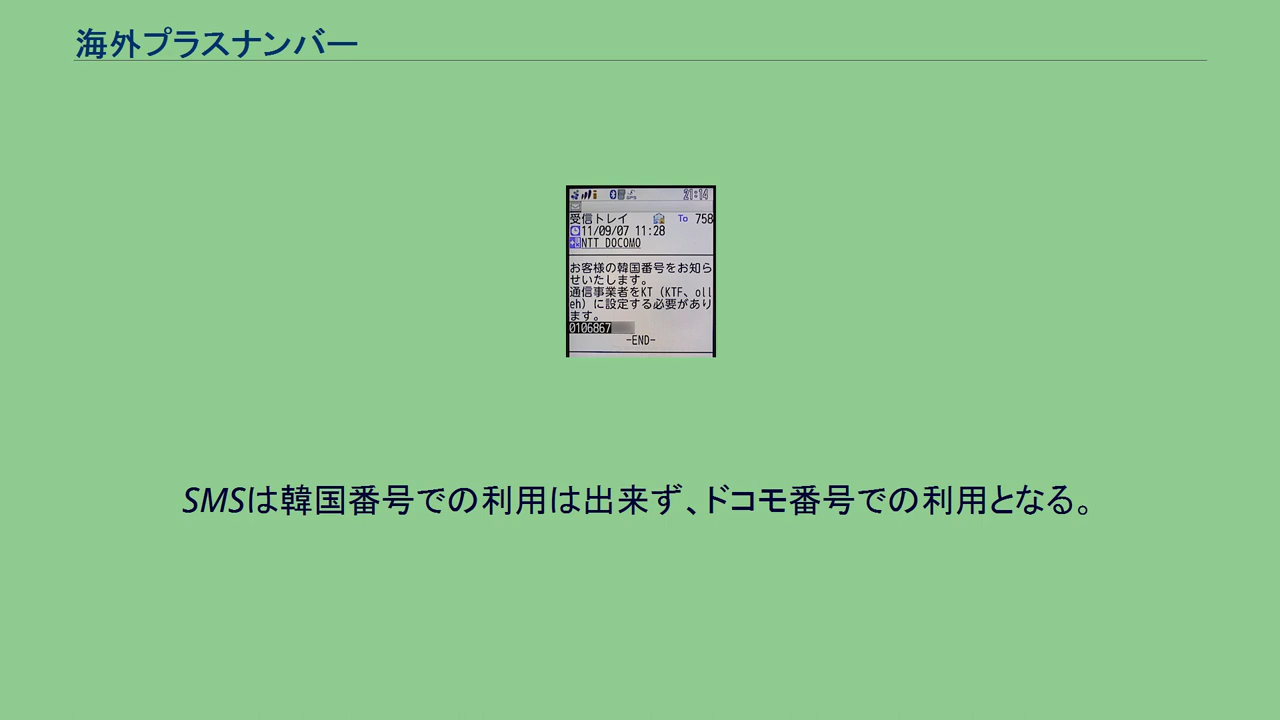 海外プラスナンバー
21:14
受信トレイ To 758
11/09/07 11:28
NTT DOCOMO
お客様の韓国番号をお知ら
せいたします。
通信事業者をKT（KTF、oll
eh）に設定する必要があり
ます。
0106867
-END-
SMSは韓国番号での利用は出来ず、ドコモ番号での利用となる。